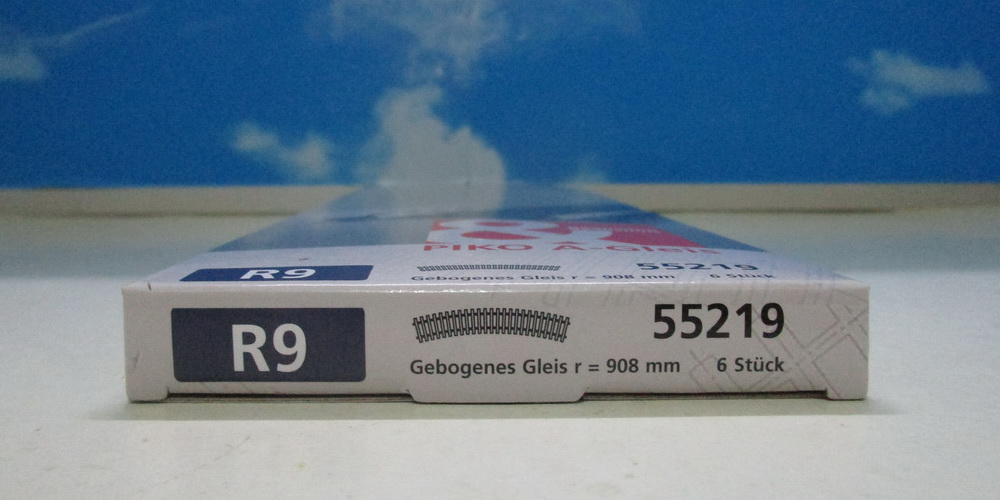 PIKO A-Gleis
R9
55219
Gebogenes Gleis r = 908 mm 6 Stück
R9
55219
Gebogenes Gleis r = 908 mm 6 Stück